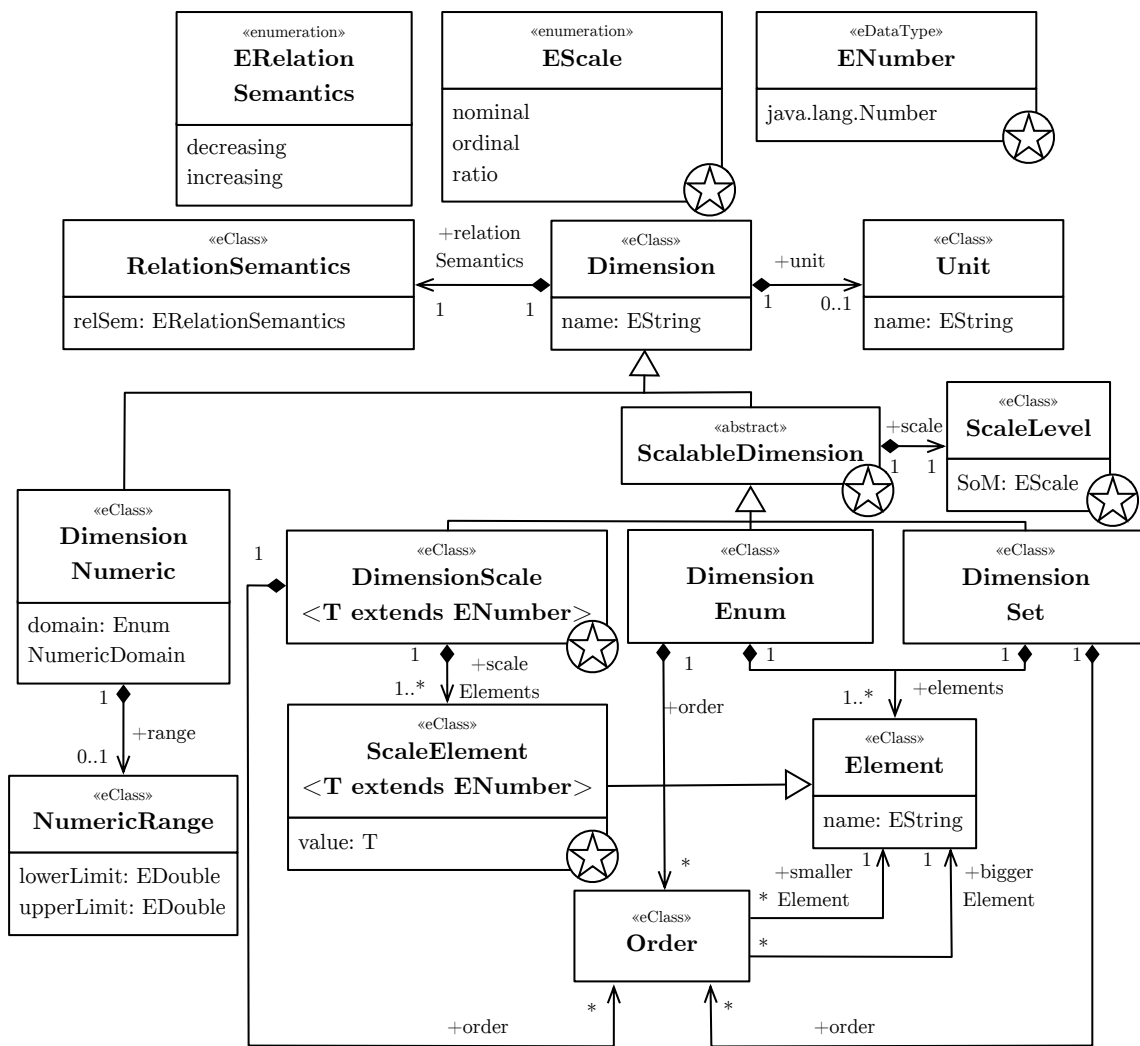 «enumeration»
ERelation
Semantics
decreasing
increasing
«enumeration»
EScale
nominal
ordinal
ratio
«eDataType»
ENumber
java.lang.Number
«eClass»
RelationSemantics
relSem: ERelationSemantics
+relation
Semantics
1
1
«eClass»
Dimension
name: EString
+unit
1
0..1
«eClass»
Unit
name: EString
«abstract»
ScalableDimension
+scale
1
1
«eClass»
ScaleLevel
SoM: EScale
«eClass»
Dimension
Numeric
domain: Enum
NumericDomain
1
+range
0..1
«eClass»
NumericRange
lowerLimit: EDouble
upperLimit: EDouble
1
«eClass»
DimensionScale
<T extends ENumber>
1
+scale
Elements
1..*
«eClass»
Dimension
Enum
1
1
+order
«eClass»
Dimension
Set
1
1
1..*
+elements
«eClass»
ScaleElement
<T extends ENumber>
value: T
«eClass»
Element
name: EString
1
1
+smaller
Element
+bigger
Element
*
*
*
«eClass»
Order
*
*
+order
+order